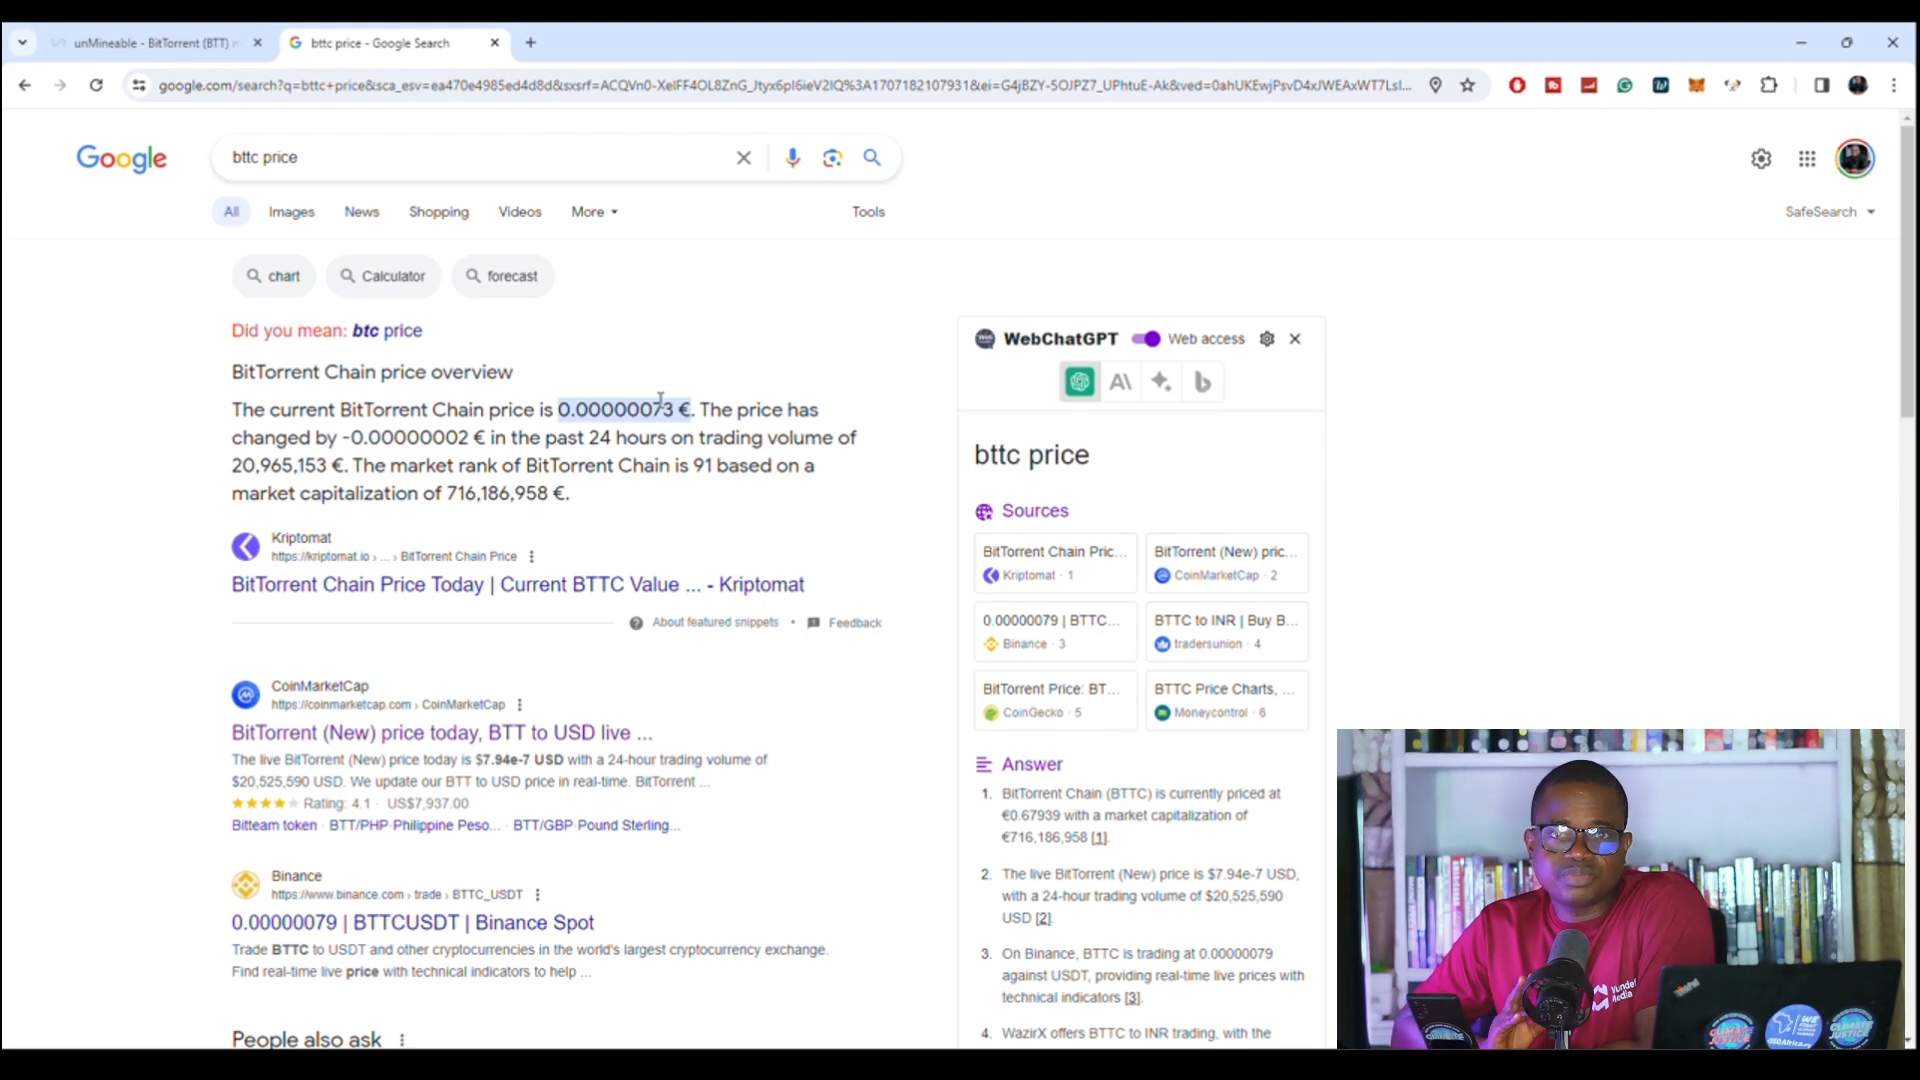 unMineable - BitTorrent (BTT)
bttc price - Google Search
google.com/search?q=bttc+price&sca_esv=ea470e4985ed4d8d&sxsrf=ACQVn0-XelFF4OL8ZnG_Jtyx6pI6ieV2IQ%3A1707182107931&ei=G4jBZY-5OJPZ7_UPhtuE-Ak&ved=0ahUKEwjPsvD4xJWEAxWT7LsI...
Google
bttc price
All
Images
News
Shopping
Videos
More
Tools
SafeSearch
chart
Calculator
forecast
Did you mean: btc price
BitTorrent Chain price overview
The current BitTorrent Chain price is 0.00000073 €. The price has
changed by -0.00000002 € in the past 24 hours on trading volume of
20,965,153 €. The market rank of BitTorrent Chain is 91 based on a
market capitalization of 716,186,958 €.
Kriptomat
https://kriptomat.io › ... › BitTorrent Chain Price
BitTorrent Chain Price Today | Current BTTC Value ... - Kriptomat
About featured snippets • Feedback
CoinMarketCap
https://coinmarketcap.com › CoinMarketCap
BitTorrent (New) price today, BTT to USD live ...
The live BitTorrent (New) price today is $7.94e-7 USD with a 24-hour trading volume of
$20,525,590 USD. We update our BTT to USD price in real-time. BitTorrent ...
Rating: 4.1 · US$7,937.00
Bitteam token · BTT/PHP-Philippine Peso... · BTT/GBP-Pound Sterling...
Binance
https://www.binance.com › trade › BTTC_USDT
0.00000079 | BTTCUSDT | Binance Spot
Trade BTTC to USDT and other cryptocurrencies in the world's largest cryptocurrency exchange.
Find real-time live price with technical indicators to help ...
People also ask
WebChatGPT
Web access
bttc price
Sources
BitTorrent Chain Pric...
Kriptomat · 1
BitTorrent (New) pric...
CoinMarketCap · 2
0.00000079 | BTTC...
Binance · 3
BTTC to INR | Buy B...
tradersunion · 4
BitTorrent Price: BT...
CoinGecko · 5
BTTC Price Charts, ...
Moneycontrol · 6
Answer
1. BitTorrent Chain (BTTC) is currently priced at
€0.67939 with a market capitalization of
€716,186,958 [1].
2. The live BitTorrent (New) price is $7.94e-7 USD,
with a 24-hour trading volume of $20,525,590
USD [2].
3. On Binance, BTTC is trading at 0.00000079
against USDT, providing real-time live prices with
technical indicators [3].
4. WazirX offers BTTC to INR trading, with the
Vundel
Media
CLIMATE
JUSTICE
WE
350Africa.org
CLIMATE
JUSTICE